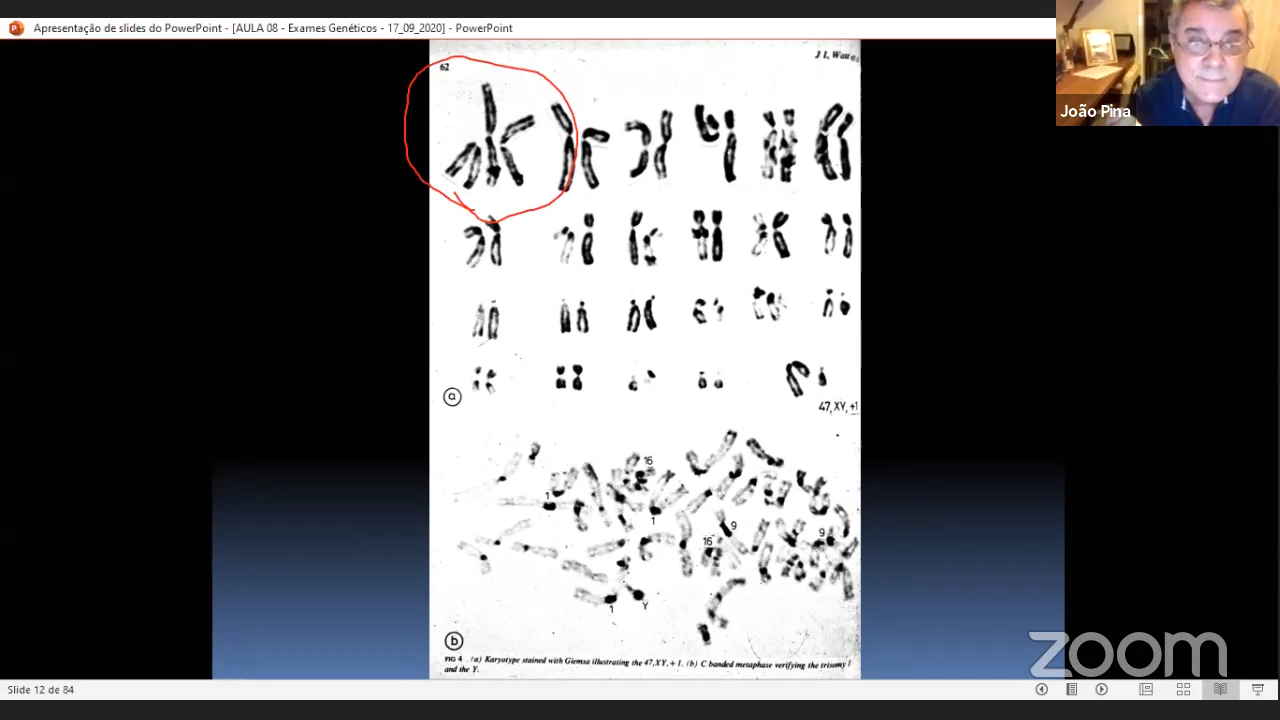 Apresentação de slides do PowerPoint - [AULA 08 - Exames Genéticos - 17_09_2020] - PowerPoint
João Pina
62
J L, Wat
a
47, XY, +1
16
1
1
9
16
9
1
Y
b
FIG 4 . (a) Karyotype stained with Giemsa illustrating the 47,XY, + 1. (b) C banded metaphase verifying the trisomy 1
and the Y.
zoom
Slide 12 de 84